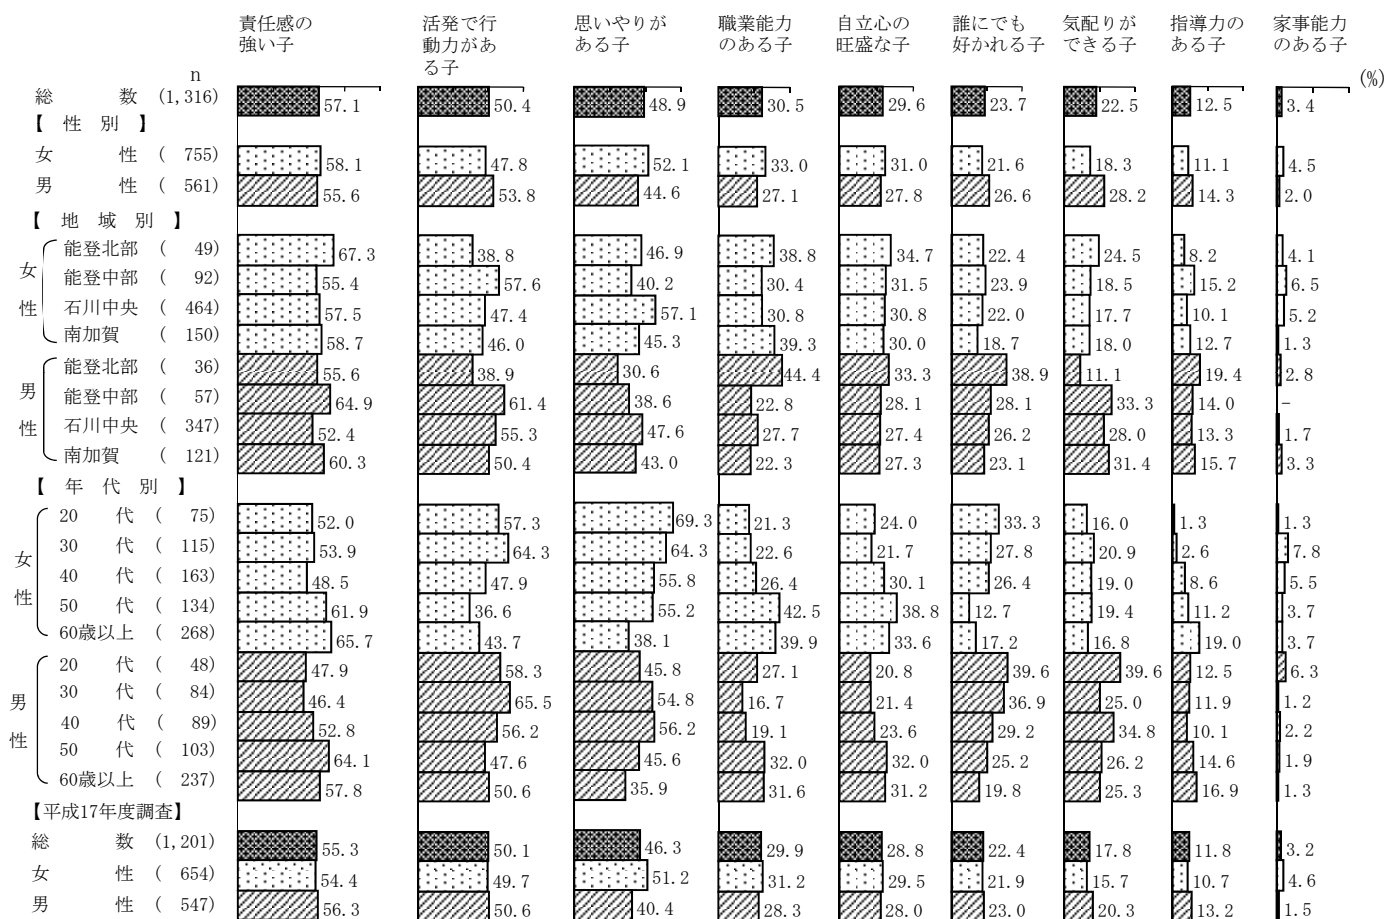 責任感の強い子 活発で行動力がある子 思いやりがある子 職業能力のある子 自立心の旺盛な子 誰にでも好かれる子 気配りができる子 指導力のある子 家事能力のある子
n
(%)
総 数 (1,316) 57.1 50.4 48.9 30.5 29.6 23.7 22.5 12.5 3.4
【 性 別 】
女 性 ( 755) 58.1 47.8 52.1 33.0 31.0 21.6 18.3 11.1 4.5
男 性 ( 561) 55.6 53.8 44.6 27.1 27.8 26.6 28.2 14.3 2.0
【 地 域 別 】
女性
能登北部 ( 49) 67.3 38.8 46.9 38.8 34.7 22.4 24.5 8.2 4.1
能登中部 ( 92) 55.4 57.6 40.2 30.4 31.5 23.9 18.5 15.2 6.5
石川中央 ( 464) 57.5 47.4 57.1 30.8 30.8 22.0 17.7 10.1 5.2
南加賀 ( 150) 58.7 46.0 45.3 39.3 30.0 18.7 18.0 12.7 1.3
男性
能登北部 ( 36) 55.6 38.9 30.6 44.4 33.3 38.9 11.1 19.4 2.8
能登中部 ( 57) 64.9 61.4 38.6 22.8 28.1 28.1 33.3 14.0 -
石川中央 ( 347) 52.4 55.3 47.6 27.7 27.4 26.2 28.0 13.3 1.7
南加賀 ( 121) 60.3 50.4 43.0 22.3 27.3 23.1 31.4 15.7 3.3
【 年 代 別 】
女性
20 代 ( 75) 52.0 57.3 69.3 21.3 24.0 33.3 16.0 1.3 1.3
30 代 ( 115) 53.9 64.3 64.3 22.6 21.7 27.8 20.9 2.6 7.8
40 代 ( 163) 48.5 47.9 55.8 26.4 30.1 26.4 19.0 8.6 5.5
50 代 ( 134) 61.9 36.6 55.2 42.5 38.8 12.7 19.4 11.2 3.7
60歳以上 ( 268) 65.7 43.7 38.1 39.9 33.6 17.2 16.8 19.0 3.7
男性
20 代 ( 48) 47.9 58.3 45.8 27.1 20.8 39.6 39.6 12.5 6.3
30 代 ( 84) 46.4 65.5 54.8 16.7 21.4 36.9 25.0 11.9 1.2
40 代 ( 89) 52.8 56.2 56.2 19.1 23.6 29.2 34.8 10.1 2.2
50 代 ( 103) 64.1 47.6 45.6 32.0 32.0 25.2 26.2 14.6 1.9
60歳以上 ( 237) 57.8 50.6 35.9 31.6 31.2 19.8 25.3 16.9 1.3
【平成17年度調査】
総 数 (1,201) 55.3 50.1 46.3 29.9 28.8 22.4 17.8 11.8 3.2
女 性 ( 654) 54.4 49.7 51.2 31.2 29.5 21.9 15.7 10.7 4.6
男 性 ( 547) 56.3 50.6 40.4 28.3 28.0 23.0 20.3 13.2 1.5